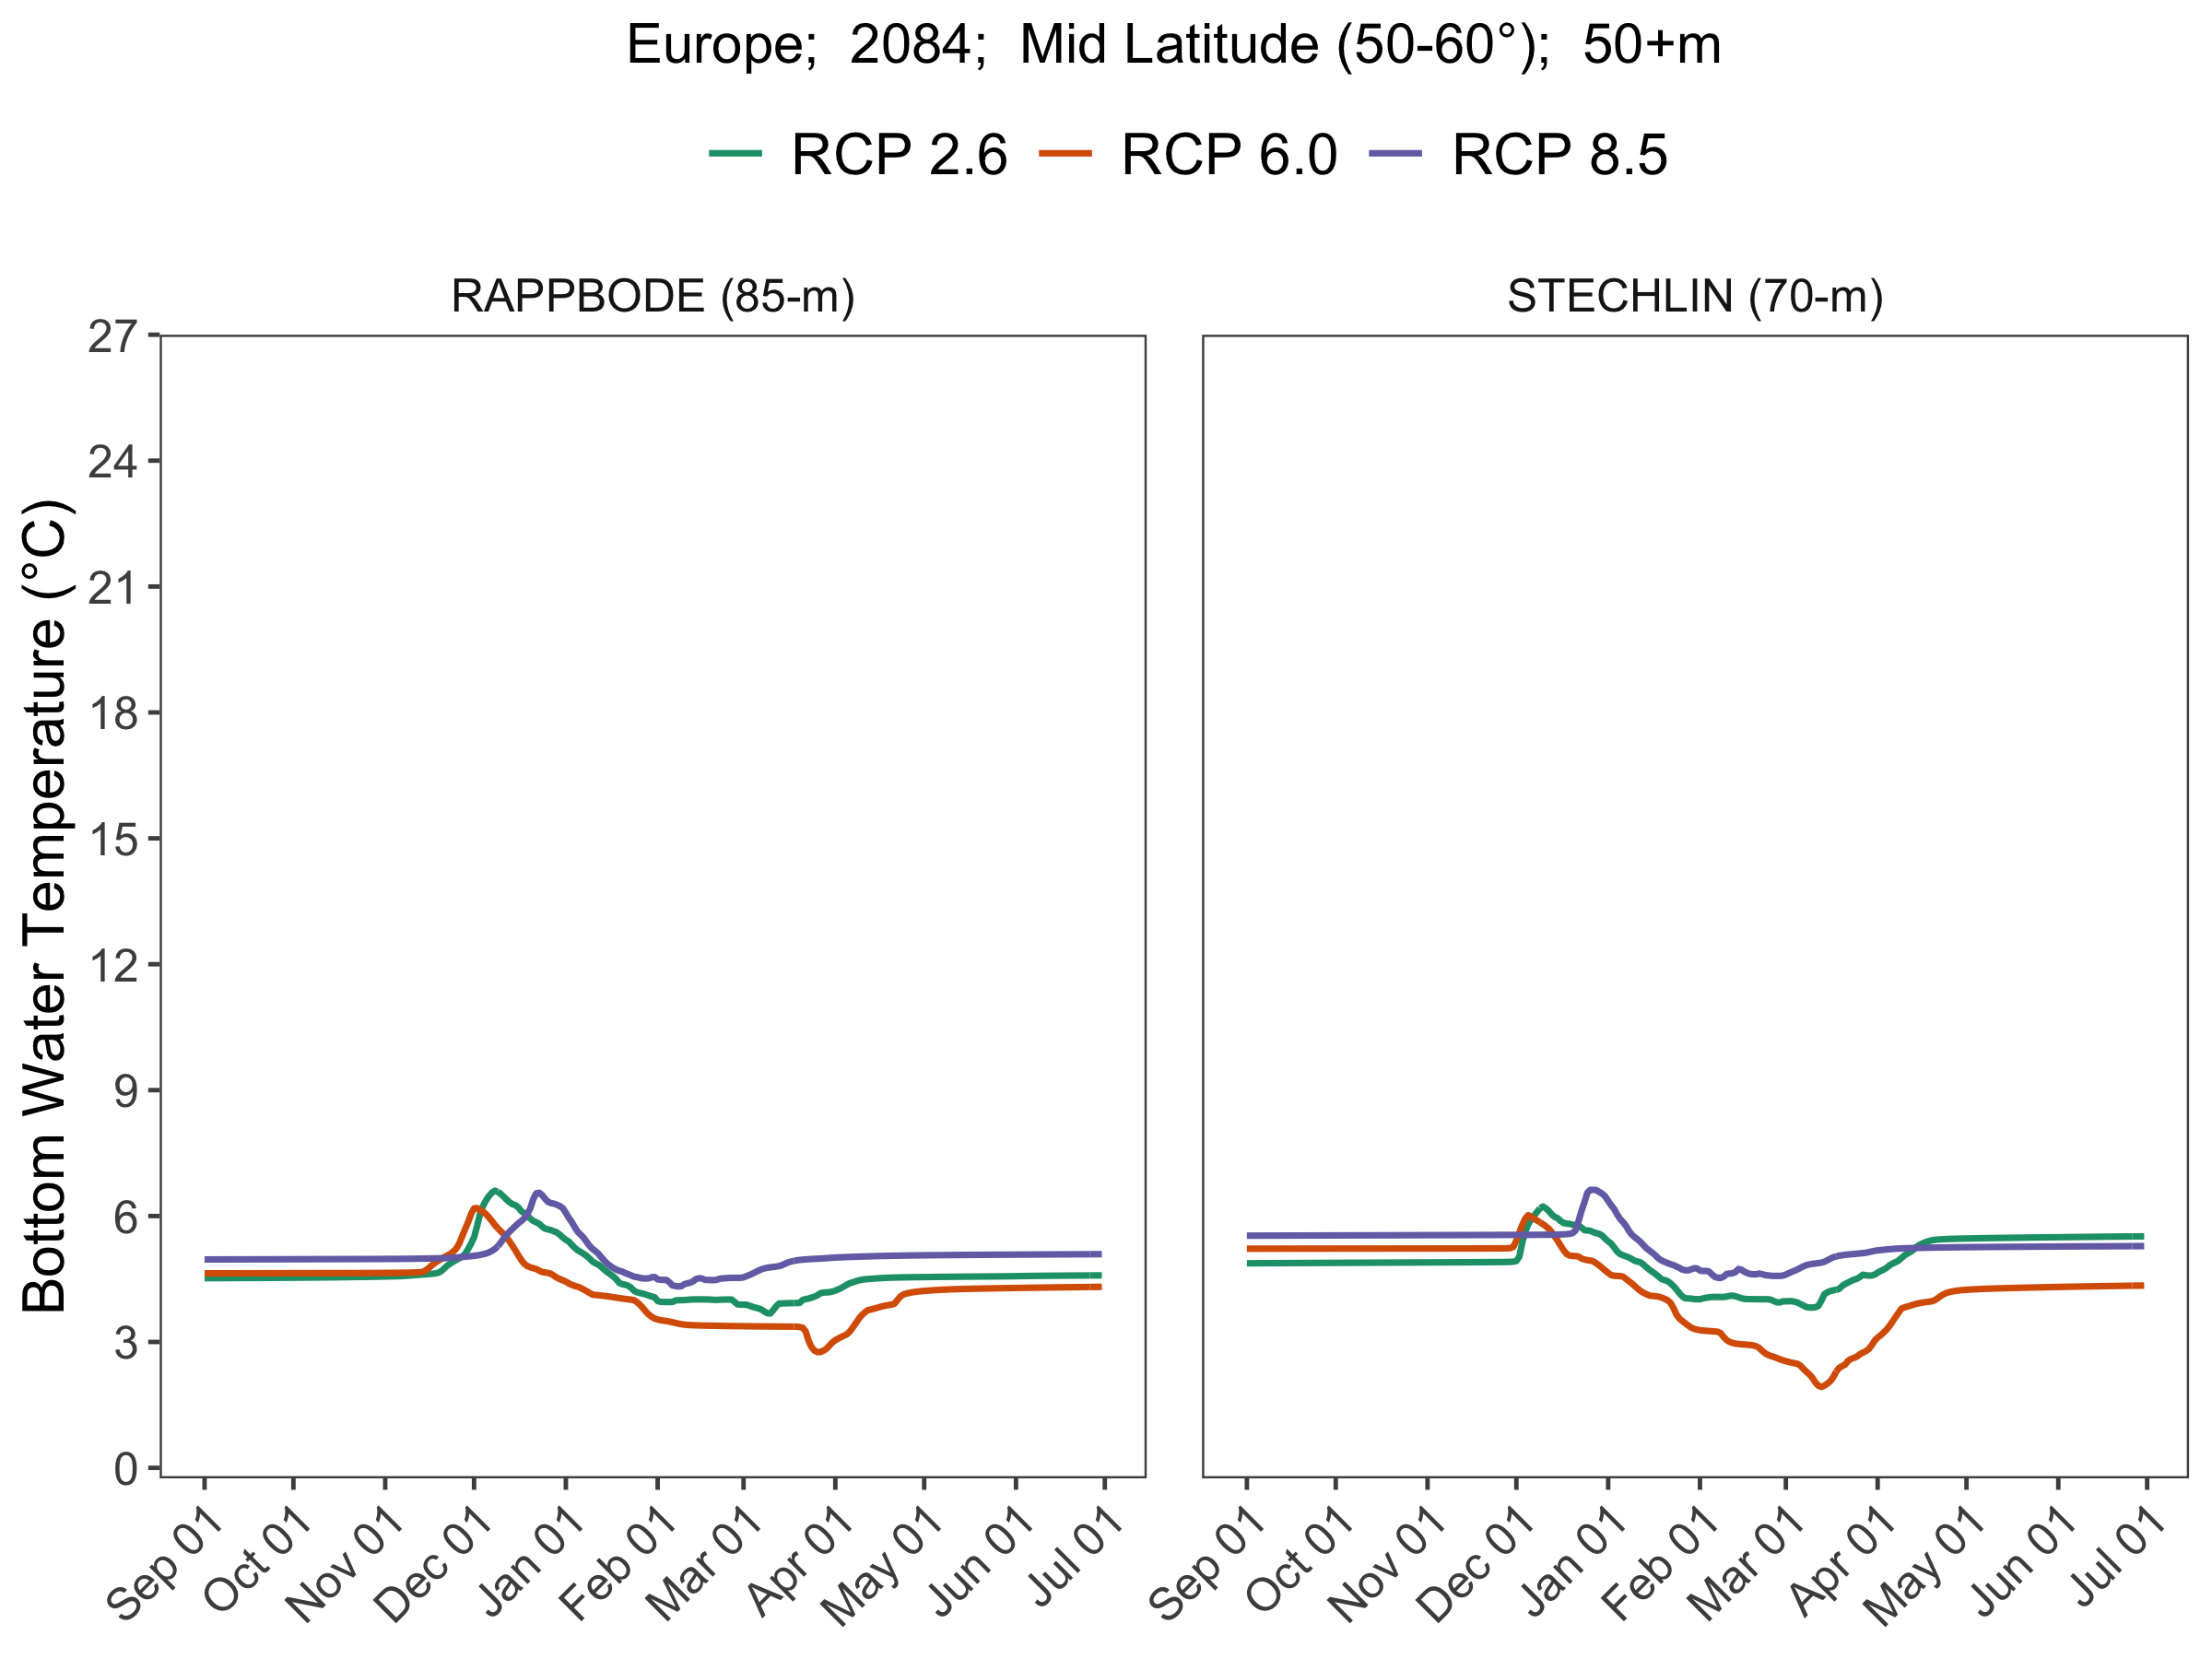 Europe; 2084; Mid Latitude (50-60°); 50+m
RCP 2.6 RCP 6.0 RCP 8.5
RAPPBODE (85-m) STECHLIN (70-m)
Bottom Water Temperature (°C)
27
24
21
18
15
12
9
6
3
0
Sep 01 Oct 01 Nov 01 Dec 01 Jan 01 Feb 01 Mar 01 Apr 01 May 01 Jun 01 Jul 01 Sep 01 Oct 01 Nov 01 Dec 01 Jan 01 Feb 01 Mar 01 Apr 01 May 01 Jun 01 Jul 01